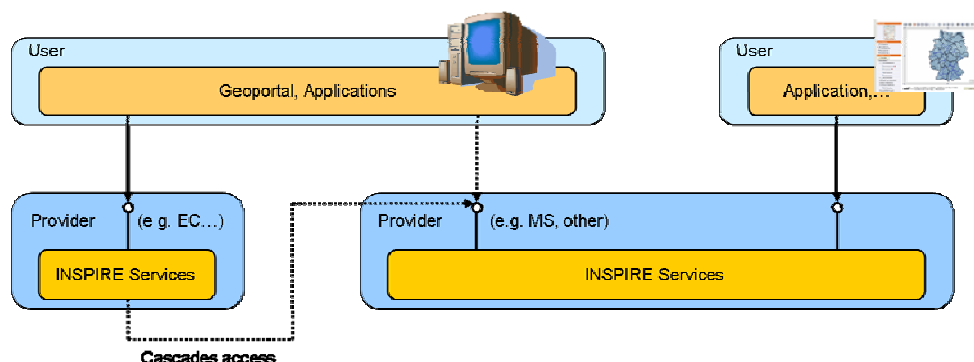 User
Geoportal, Applications
User
Application,...
Provider
(e g. EC...)
INSPIRE Services
Provider
(e.g. MS, other)
INSPIRE Services
Cascades access